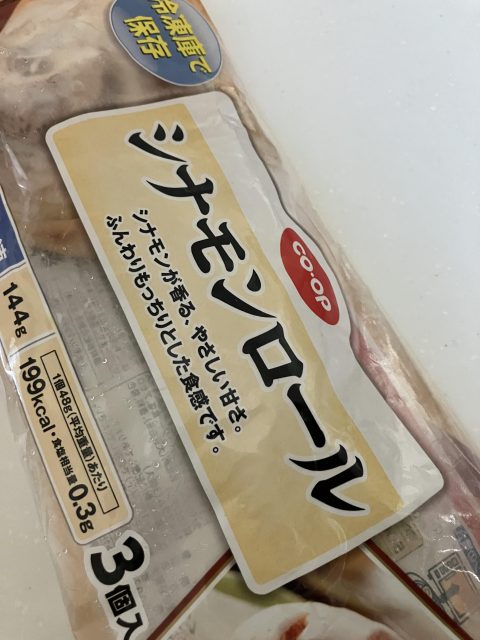 冷凍庫で
保存
シナモンロール
co·op
シナモンが香る、やさしい甘さ。
ふんわりもっちりとした食感です。
144g
1個48g(平均重量)あたり
199kcal・食塩相当量0.3g
3個入